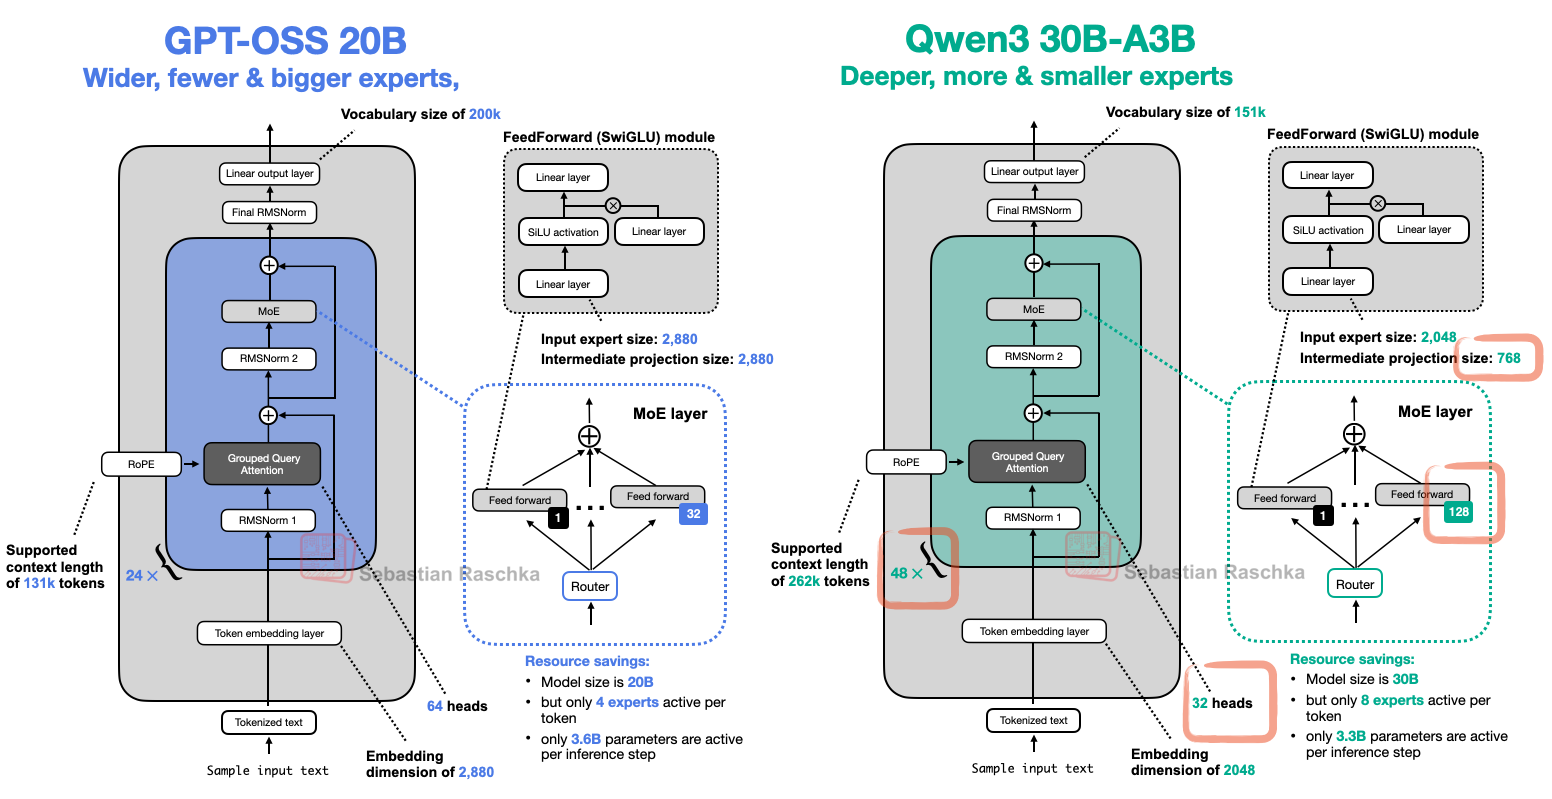 GPT-OSS 20B
Wider, fewer & bigger experts,
Vocabulary size of 200k
FeedForward (SwiGLU) module
Linear output layer
Final RMSNorm
Linear layer
SiLU activation
Linear layer
Linear layer
MoE
RMSNorm 2
Input expert size: 2,880
Intermediate projection size: 2,880
MoE layer
RoPE
Grouped Query
Attention
Feed forward
1
...
Feed forward
32
RMSNorm 1
Supported
context length
of 131k tokens
24 ×
{
Sebastian Raschka
Router
Token embedding layer
64 heads
Tokenized text
Embedding
dimension of 2,880
Sample input text
Resource savings:
• Model size is 20B
• but only 4 experts active per
token
• only 3.6B parameters are active
per inference step
Qwen3 30B-A3B
Deeper, more & smaller experts
Vocabulary size of 151k
FeedForward (SwiGLU) module
Linear output layer
Final RMSNorm
Linear layer
SiLU activation
Linear layer
Linear layer
MoE
RMSNorm 2
Input expert size: 2,048
Intermediate projection size: 768
MoE layer
RoPE
Grouped Query
Attention
Feed forward
1
...
Feed forward
128
RMSNorm 1
Supported
context length
of 262k tokens
48 ×
{
Sebastian Raschka
Router
Token embedding layer
32 heads
Tokenized text
Embedding
dimension of 2048
Sample input text
Resource savings:
• Model size is 30B
• but only 8 experts active per
token
• only 3.3B parameters are active
per inference step